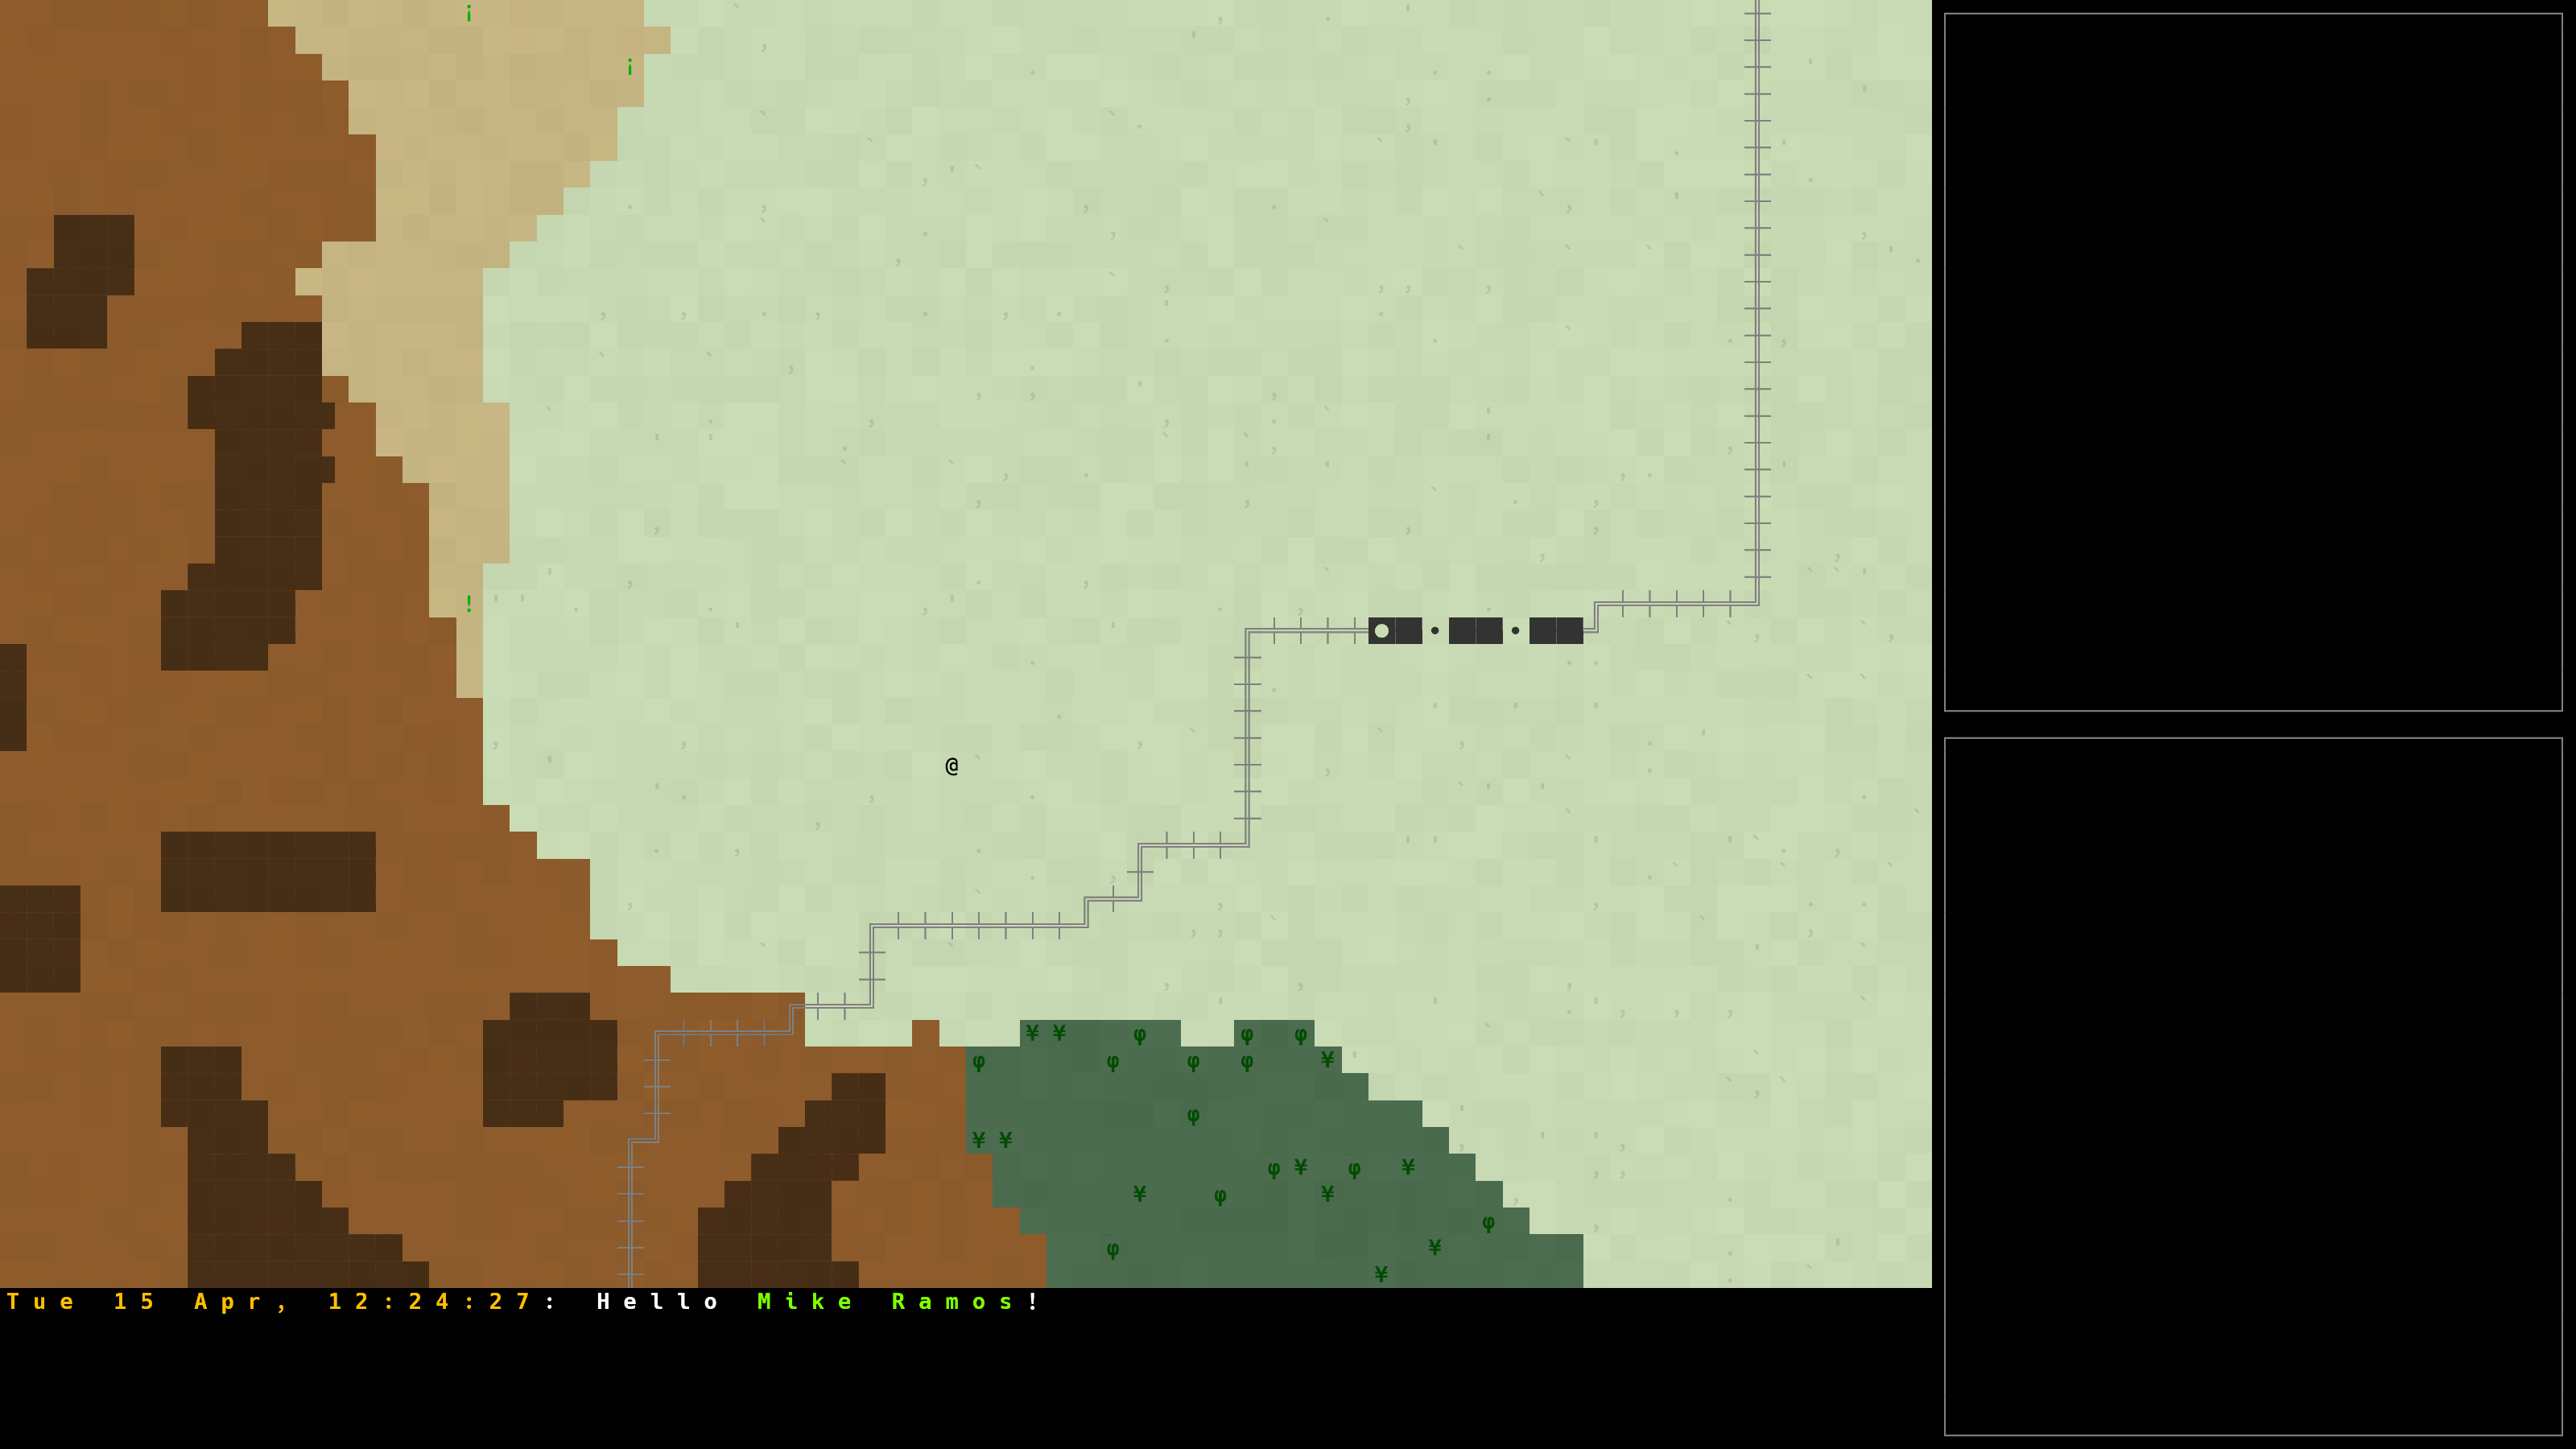 ¡
¡
!
@
¥ ¥ φ φ φ
φ φ φ φ ¥
φ
¥ ¥
φ ¥ φ ¥
¥ φ ¥
φ
φ ¥
¥
Tue 15 Apr, 12:24:27: Hello Mike Ramos!